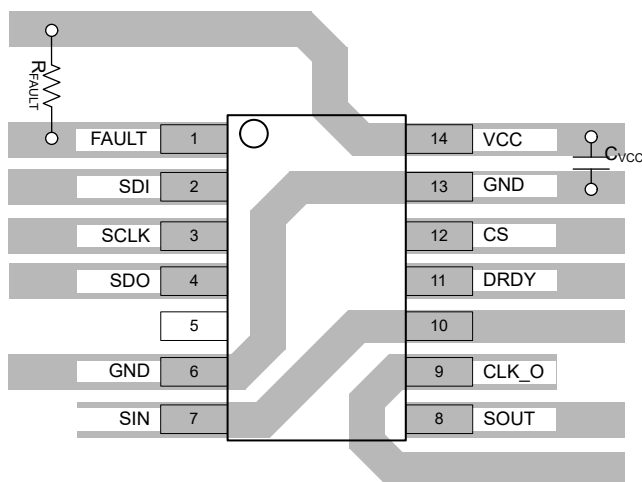 RFAULT
FAULT 1
SDI 2
SCLK 3
SDO 4
5
GND 6
SIN 7
14 VCC
13 GND
12 CS
11 DRDY
10
9 CLK_O
8 SOUT
CVCC